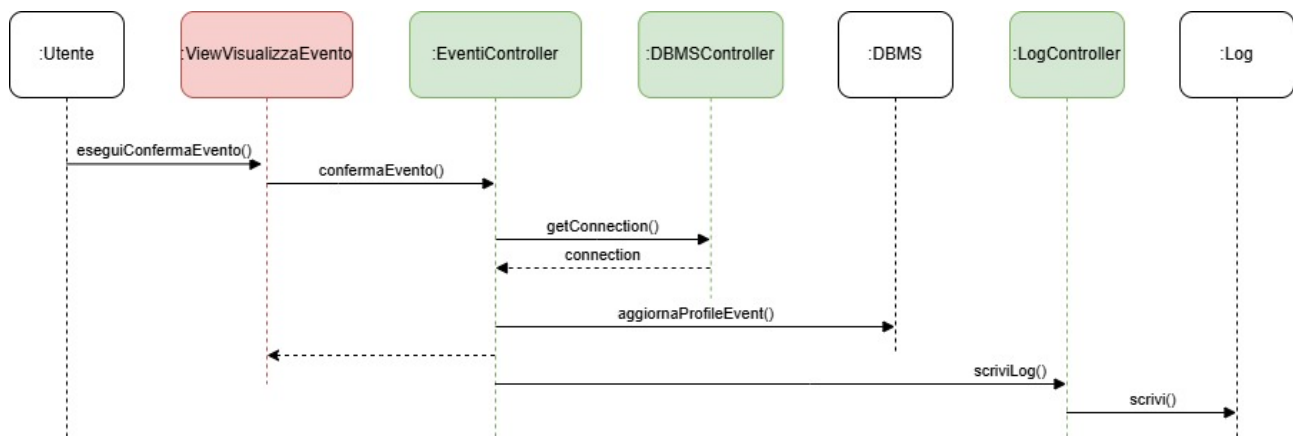 :Utente
:ViewVisualizzaEvento
:EventiController
:DBMSController
:DBMS
:LogController
:Log
eseguiConfermaEvento()
confermaEvento()
getConnection()
connection
aggiornaProfileEvent()
scriviLog()
scrivi()